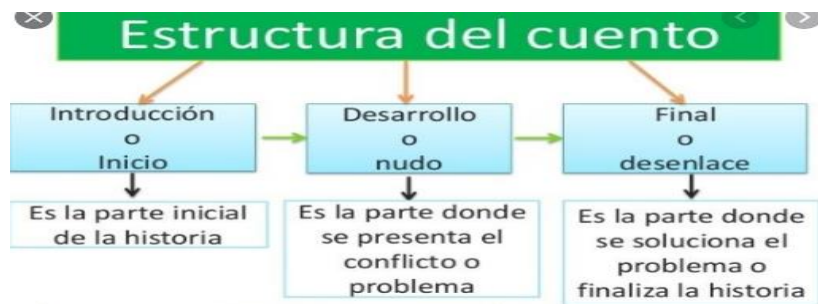 Estructura del cuento
Introducción
o
Inicio
Desarrollo
o
nudo
Final
o
desenlace
Es la parte inicial
de la historia
Es la parte donde
se presenta el
conflicto o
problema
Es la parte donde
se soluciona el
problema o
finaliza la historia